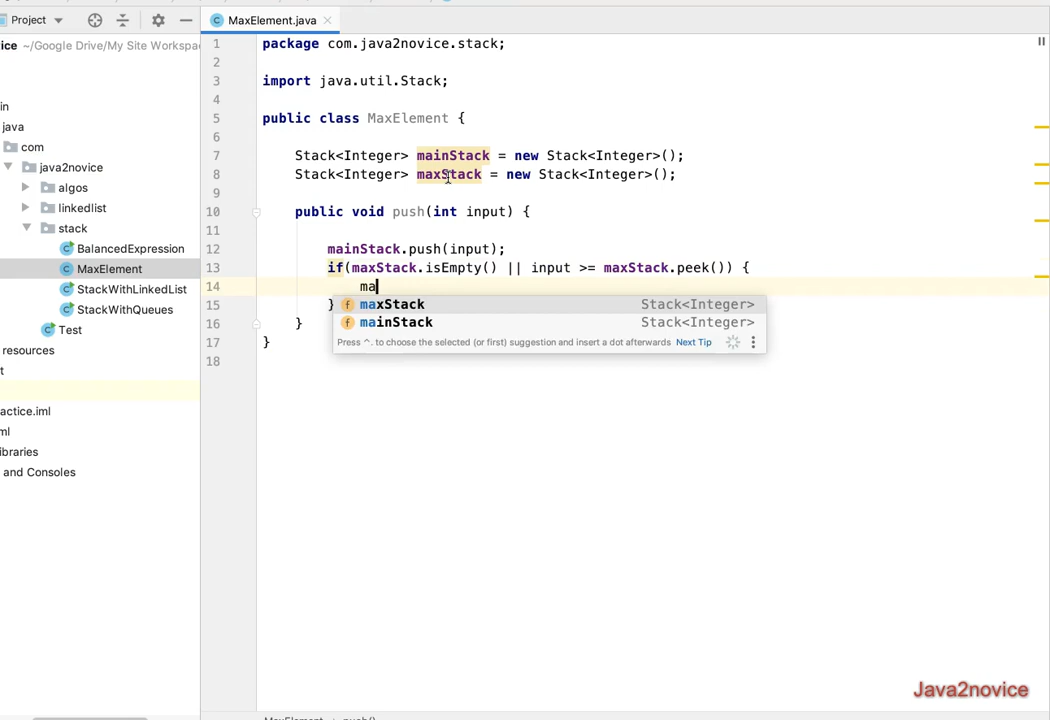 Project
MaxElement.java
ice ~/Google Drive/My Site Workspa
in
java
com
java2novice
algos
linkedlist
stack
BalancedExpression
MaxElement
StackWithLinkedList
StackWithQueues
Test
resources
t
actice.iml
ml
ibraries
and Consoles
1 package com.java2novice.stack;
2
3 import java.util.Stack;
4
5 public class MaxElement {
6
7 Stack<Integer> mainStack = new Stack<Integer>();
8 Stack<Integer> maxStack = new Stack<Integer>();
9
10 public void push(int input) {
11
12 mainStack.push(input);
13 if(maxStack.isEmpty() || input >= maxStack.peek()) {
14 ma
15 }
16 }
17 }
18
f maxStack Stack<Integer>
f mainStack Stack<Integer>
Press ^. to choose the selected (or first) suggestion and insert a dot afterwards Next Tip
Java2novice
MaxElement › push()